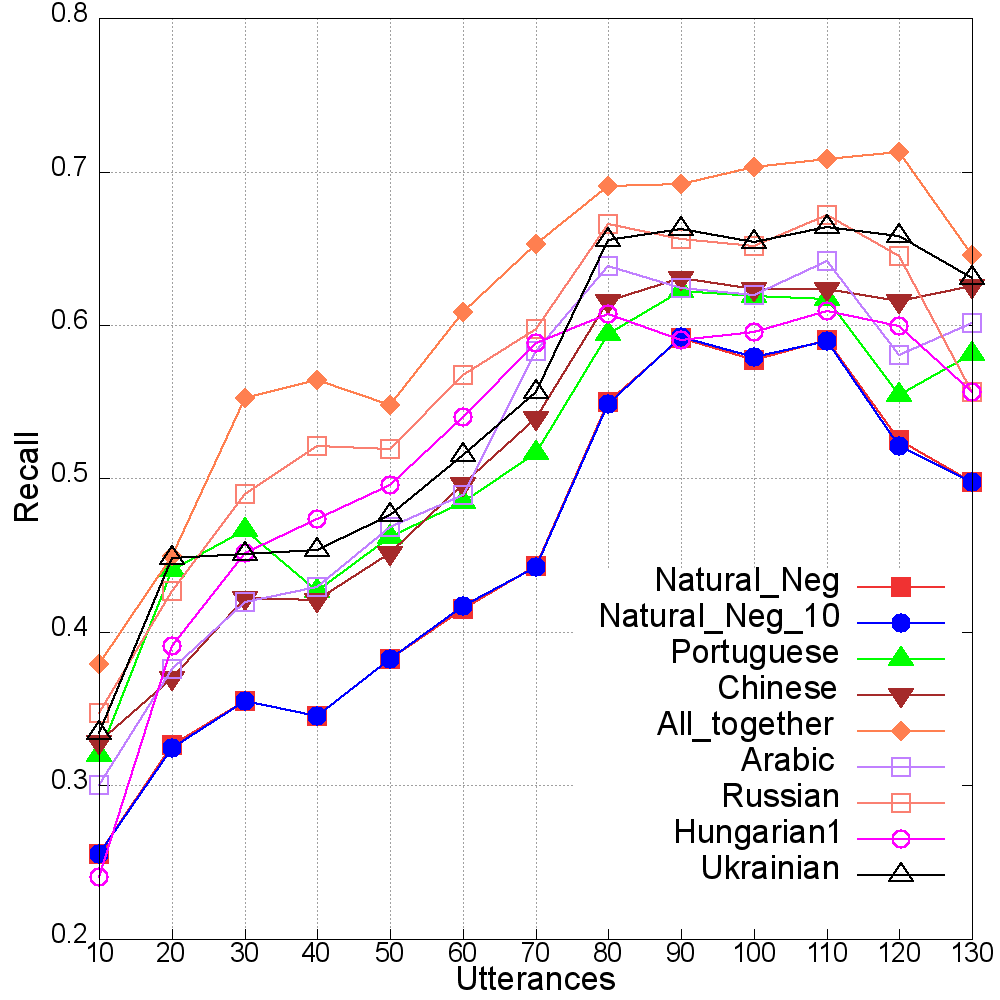 0.8
0.7
0.6
0.5
0.4
0.3
0.2
Recall
Natural_Neg
Natural_Neg_10
Portuguese
Chinese
All_together
Arabic
Russian
Hungarian1
Ukrainian
10 20 30 40 50 60 70 80 90 100 110 120 130
Utterances